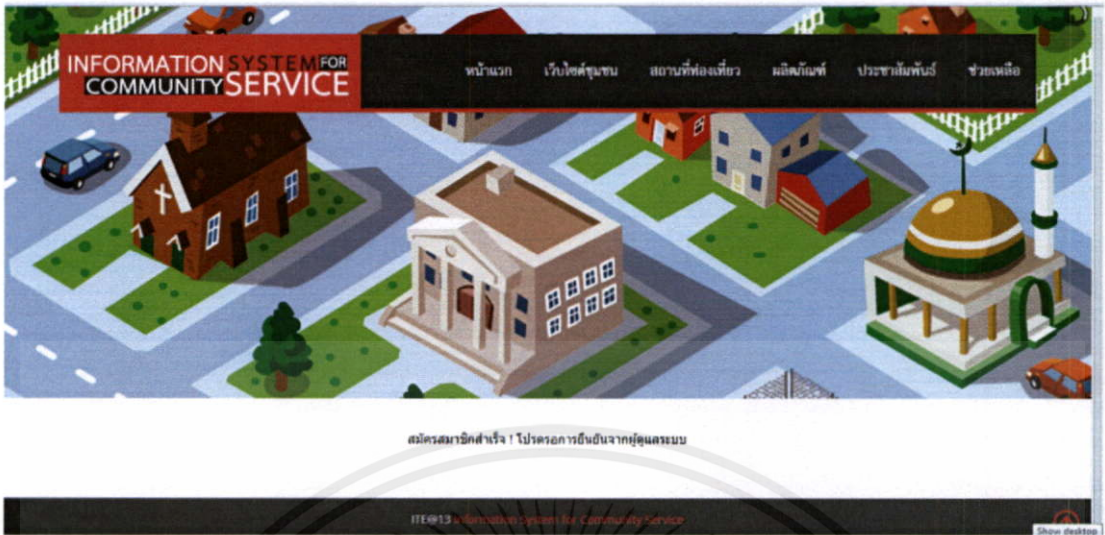 INFORMATION SYSTEM FOR
COMMUNITY SERVICE
หน้าแรก เว็บไซต์ชุมชน สถานที่ท่องเที่ยว ผลิตภัณฑ์ ประชาสัมพันธ์ ช่วยเหลือ
สมัครสมาชิกสำเร็จ ! โปรดรอการยืนยันจากผู้ดูแลระบบ
ITE@13 Information System for Community Service
Show desktop